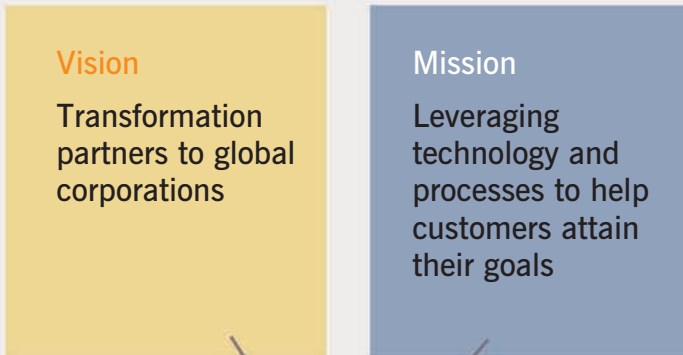 Vision
Transformation
partners to global
corporations
Mission
Leveraging
technology and
processes to help
customers attain
their goals